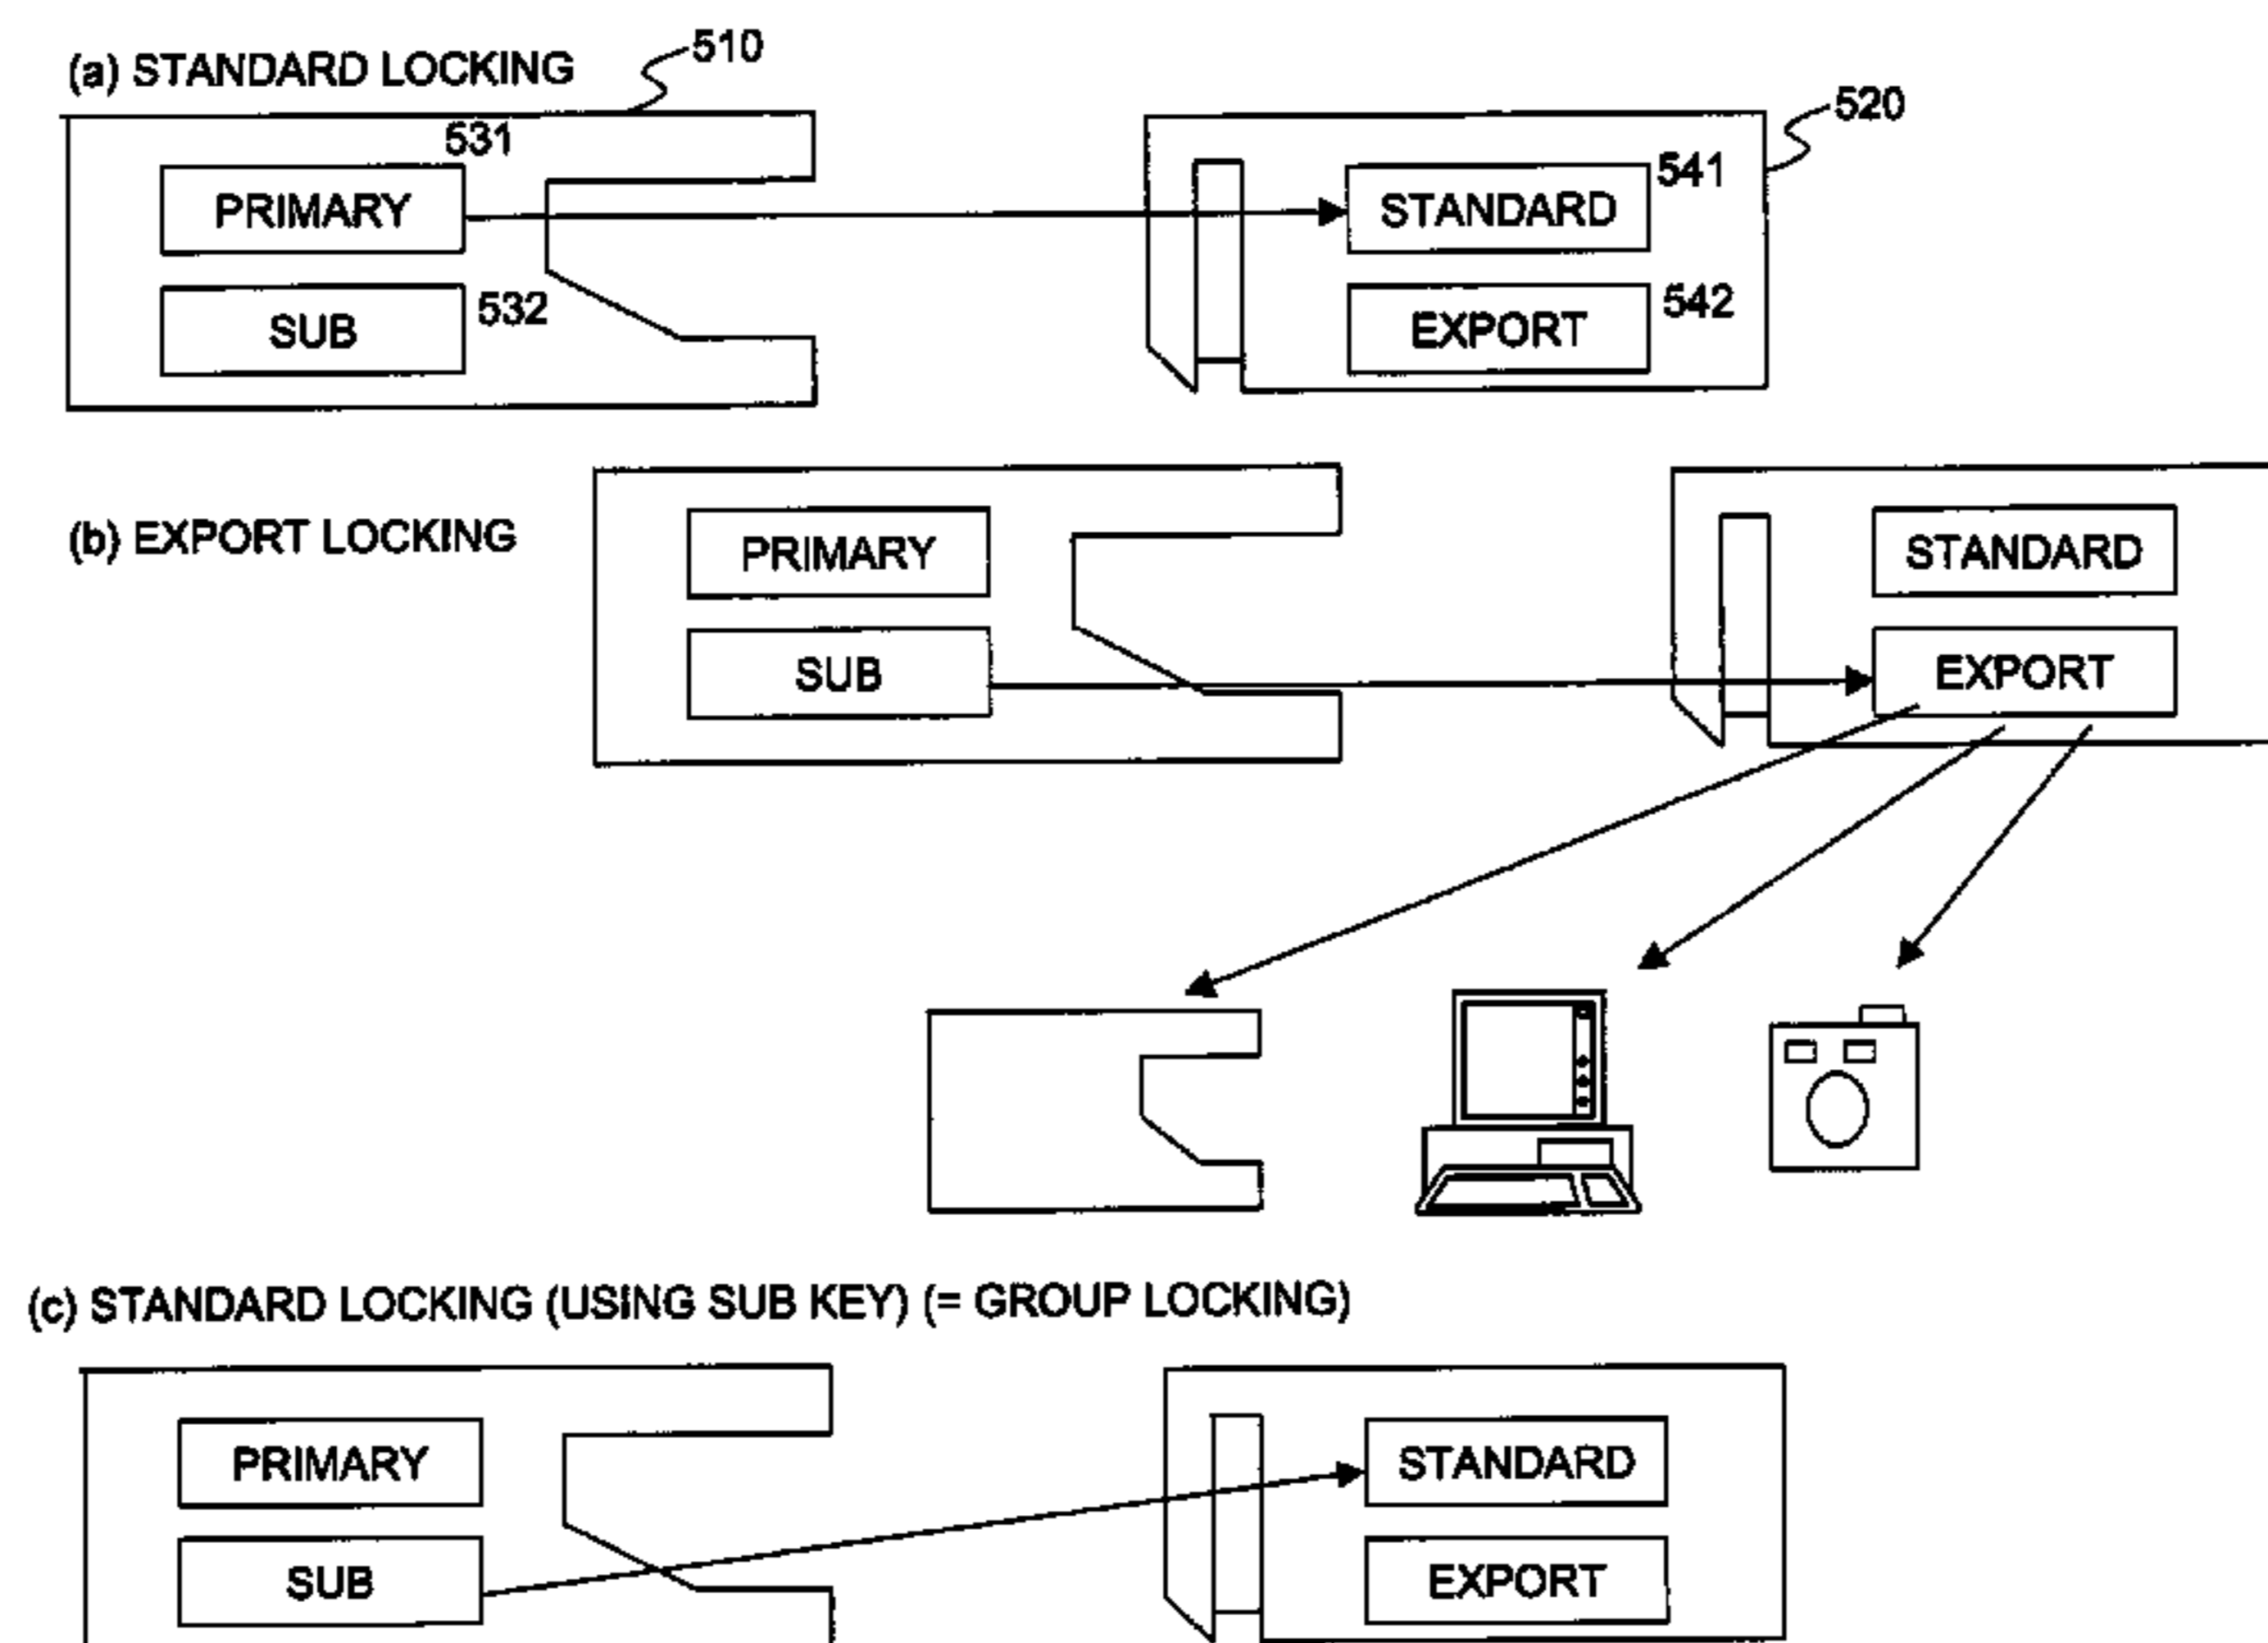 (a) STANDARD LOCKING
510
520
531
PRIMARY
541
STANDARD
SUB
532
EXPORT
542
(b) EXPORT LOCKING
PRIMARY
STANDARD
SUB
EXPORT
(c) STANDARD LOCKING (USING SUB KEY) (= GROUP LOCKING)
PRIMARY
STANDARD
SUB
EXPORT